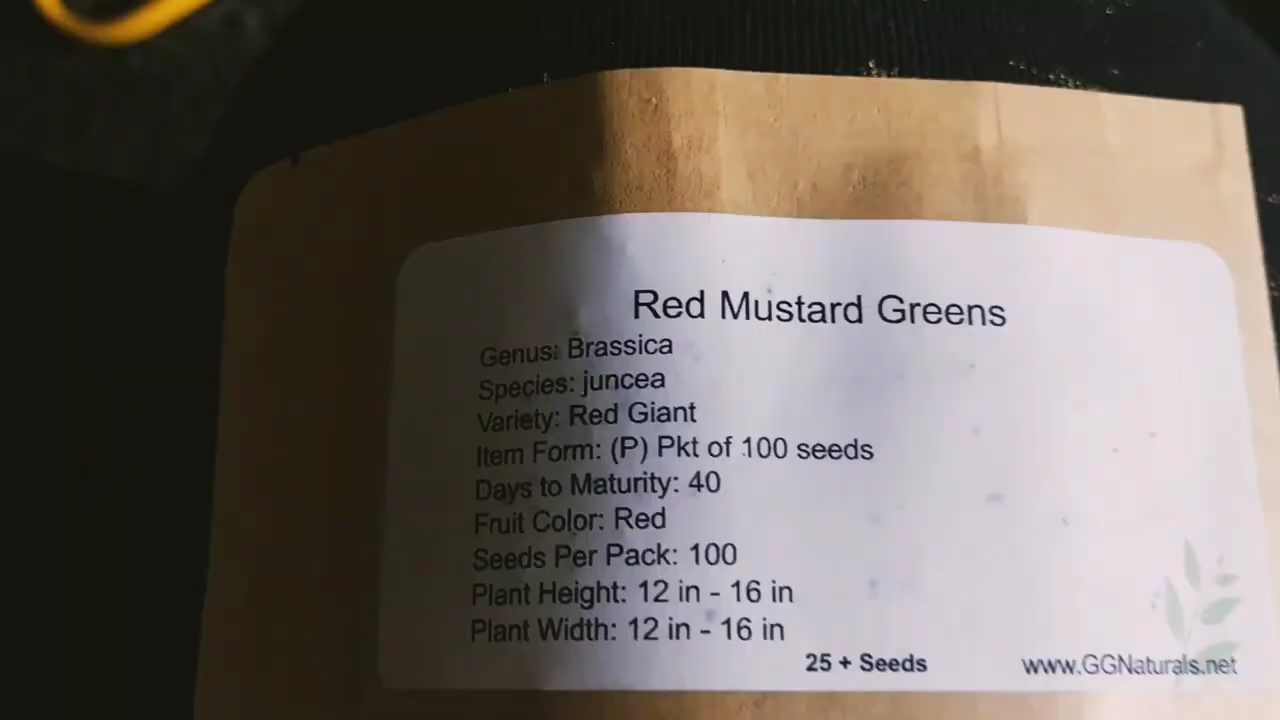 Red Mustard Greens
Genus: Brassica
Species: juncea
Variety: Red Giant
Item Form: (P) Pkt of 100 seeds
Days to Maturity: 40
Fruit Color: Red
Seeds Per Pack: 100
Plant Height: 12 in - 16 in
Plant Width: 12 in - 16 in
25 + Seeds
www.GGNaturals.net